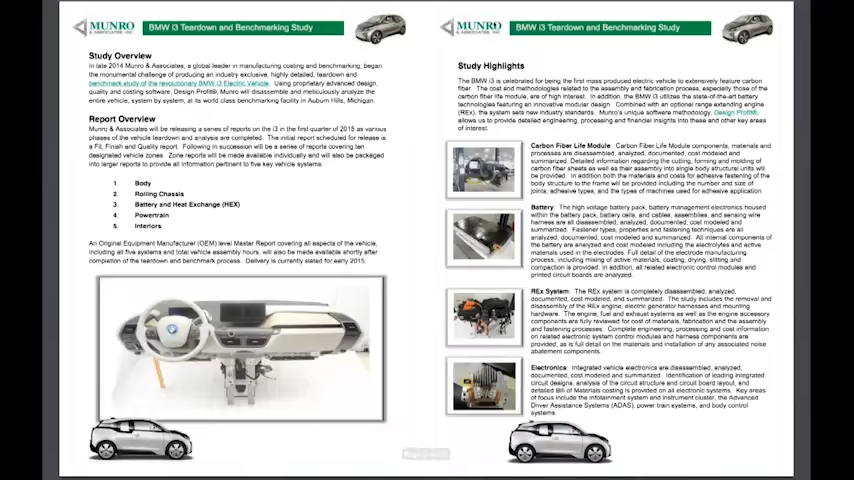 MUNRO
& ASSOCIATES, INC.
BMW i3 Teardown and Benchmarking Study
Study Overview
In late 2014 Munro & Associates, a global leader in manufacturing costing and benchmarking, began
the monumental challenge of producing an industry exclusive, highly detailed, teardown and
benchmark study of the revolutionary BMW i3 Electric Vehicle. Using proprietary advanced design,
quality and costing software, Design Profit®, Munro will disassemble and meticulously analyze the
entire vehicle, system by system, at its world class benchmarking facility in Auburn Hills, Michigan.
Report Overview
Munro & Associates will be releasing a series of reports on the i3 in the first quarter of 2015 as various
phases of the vehicle teardown and analysis are completed. The initial report scheduled for release is
a Fit, Finish and Quality report. Following in succession will be a series of reports covering ten
designated vehicle zones. Zone reports will be made available individually and will also be packaged
into larger reports to provide all information pertinent to five key vehicle systems.
1. Body
2. Rolling Chassis
3. Battery and Heat Exchange (HEX)
4. Powertrain
5. Interiors
An Original Equipment Manufacturer (OEM) level Master Report covering all aspects of the vehicle,
including all five systems and total vehicle assembly hours, will also be made available shortly after
completion of the teardown and benchmark process. Delivery is currently slated for early 2015.
MUNRO
& ASSOCIATES, INC.
BMW i3 Teardown and Benchmarking Study
Study Highlights
The BMW i3 is celebrated for being the first mass produced electric vehicle to extensively feature carbon
fiber. The cost and methodologies related to the assembly and fabrication process, especially those of the
carbon fiber life module, are of high interest. In addition, the BMW i3 utilizes the state-of-the-art battery
technologies featuring an innovative modular design. Combined with an optional range extending engine
(REx), the system sets new industry standards. Munro's unique software methodology, Design Profit®,
allows us to provide detailed engineering, processing and financial insights into these and other key areas
of interest.
Carbon Fiber Life Module: Carbon Fiber Life Module components, materials and
processes are disassembled, analyzed, documented, cost modeled and
summarized. Detailed information regarding the cutting, forming and molding of
carbon fiber sheets as well as their assembly into single body structural units will
be provided. In addition both the materials and costs for adhesive fastening of the
body structure to the frame will be provided including the number and size of
joints, adhesive types, and the types of machines used for adhesive application.
Battery: The high voltage battery pack, battery management electronics housed
within the battery pack, battery cells, and cables, assemblies, and sensing wire
harness are all disassembled, analyzed, documented, cost modeled and
summarized. Fastener types, properties and fastening techniques are all
analyzed, documented, cost modeled and summarized. All internal components of
the battery are analyzed and cost modeled including the electrolytes and active
materials used in the electrodes. Full detail of the electrode manufacturing
process, including mixing of active materials, coating, drying, slitting and
compaction is provided. In addition, all related electronic control modules and
printed circuit boards are analyzed.
REx System: The REx system is completely disassembled, analyzed,
documented, cost modeled, and summarized. The study includes the removal and
disassembly of the REx engine, electric generator harnesses and mounting
hardware. The engine, fuel and exhaust systems as well as the engine accessory
components are fully reviewed for cost of materials, fabrication and the assembly
and fastening processes. Complete engineering, processing and cost information
on related electronic system control modules and harness components are
provided, as is full detail on the materials and installation of any associated noise
abatement components.
Electronics: Integrated vehicle electronics are disassembled, analyzed,
documented, cost modeled and summarized. Identification of leading integrated
circuit designs, analysis of the circuit structure and circuit board layout, and
detailed Bill of Materials costing is provided on all electronic systems. Key areas
of focus include the infotainment system and instrument cluster, the Advanced
Driver Assistance Systems (ADAS), power train systems, and body control
systems.